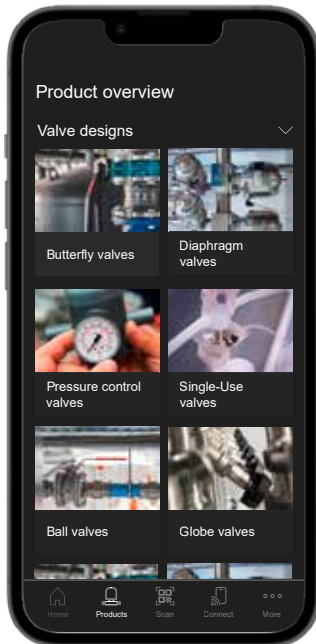 Product overview
Valve designs
Butterfly valves
Diaphragm
valves
Pressure control
valves
Single-Use
valves
Ball valves
Globe valves
Home
Products
Scan
Connect
More